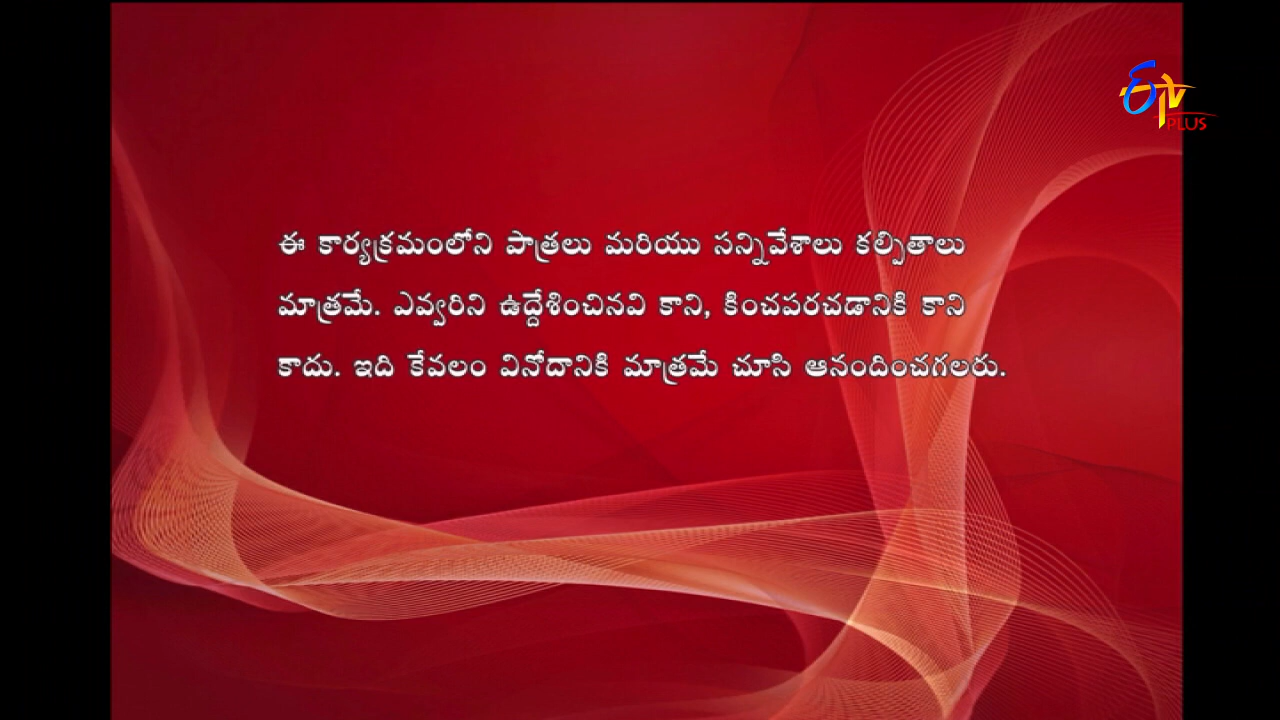 ETV
PLUS
ఈ కార్యక్రమంలోని పాత్రలు మరియు సన్నివేశాలు కల్పితాలు
మాత్రమే. ఎవ్వరిని ఉద్దేశించినవి కాని, కించపరచడానికి కాని
కాదు. ఇది కేవలం వినోదానికి మాత్రమే చూసి ఆనందించగలరు.